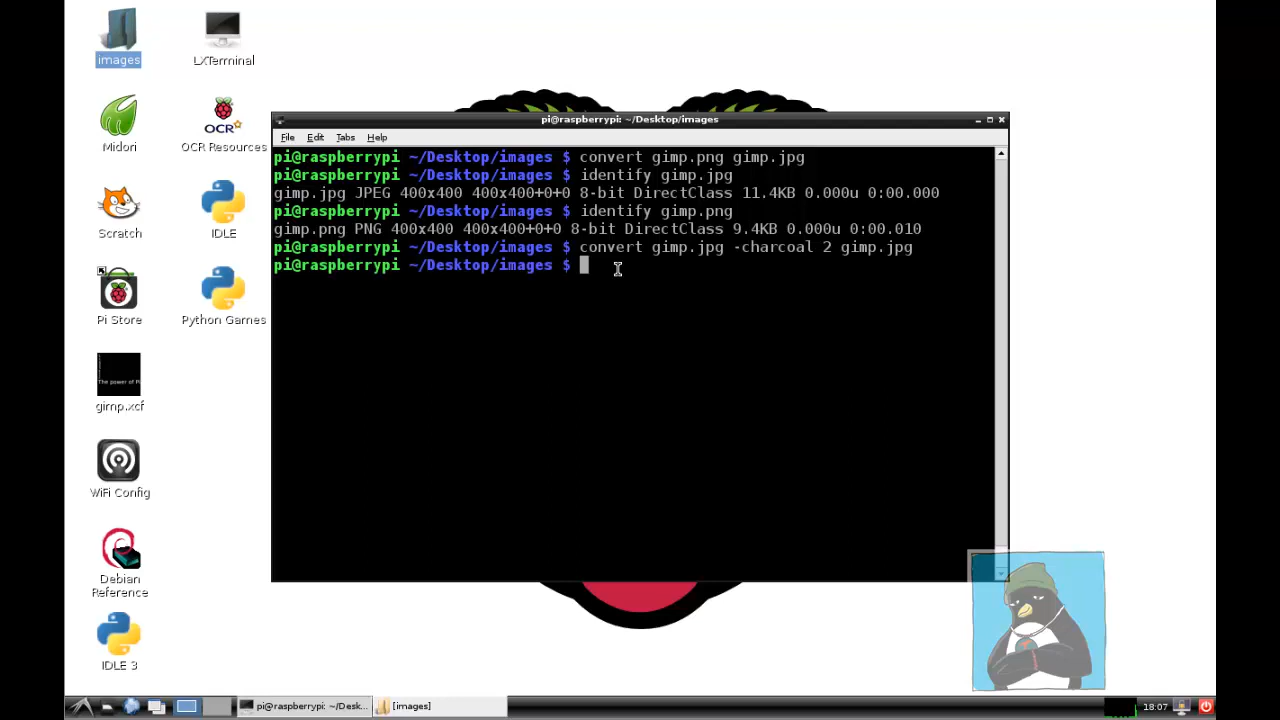 images
LXTerminal
Midori
OCR
OCR Resources
Scratch
IDLE
Pi Store
Python Games
The power of Pi
gimp.xcf
WiFi Config
Debian
Reference
IDLE 3
pi@raspberrypi: ~/Desktop/images
File Edit Tabs Help
pi@raspberrypi ~/Desktop/images $ convert gimp.png gimp.jpg
pi@raspberrypi ~/Desktop/images $ identify gimp.jpg
gimp.jpg JPEG 400x400 400x400+0+0 8-bit DirectClass 11.4KB 0.000u 0:00.000
pi@raspberrypi ~/Desktop/images $ identify gimp.png
gimp.png PNG 400x400 400x400+0+0 8-bit DirectClass 9.4KB 0.000u 0:00.010
pi@raspberrypi ~/Desktop/images $ convert gimp.jpg -charcoal 2 gimp.jpg
pi@raspberrypi ~/Desktop/images $
pi@raspberrypi: ~/Desk...
[images]
18:07